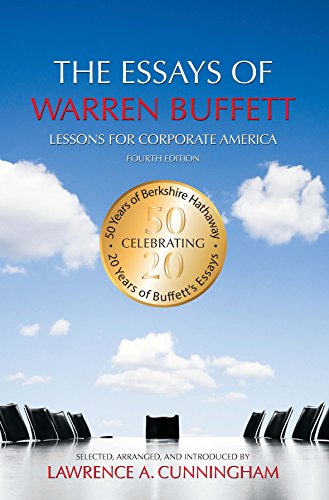 THE ESSAYS OF
WARREN BUFFETT
LESSONS FOR CORPORATE AMERICA
FOURTH EDITION
50 Years of Berkshire Hathaway
50
CELEBRATING
20
20 Years of Buffett's Essays
SELECTED, ARRANGED, AND INTRODUCED BY
LAWRENCE A. CUNNINGHAM